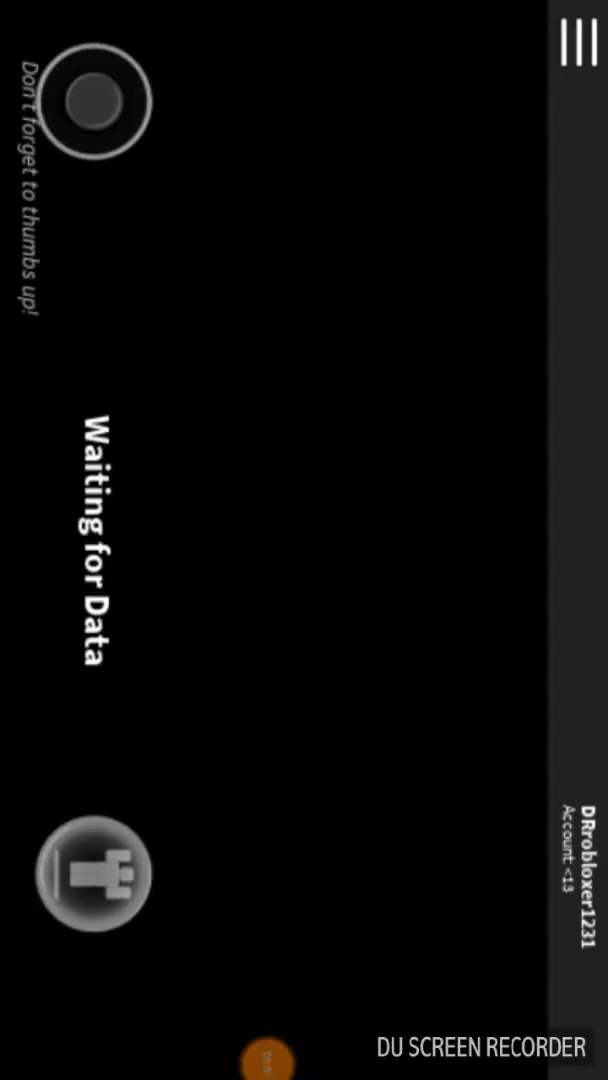 DRrobloxer1231
Account: <13
Waiting for Data
Don't forget to thumbs up!
DU SCREEN RECORDER